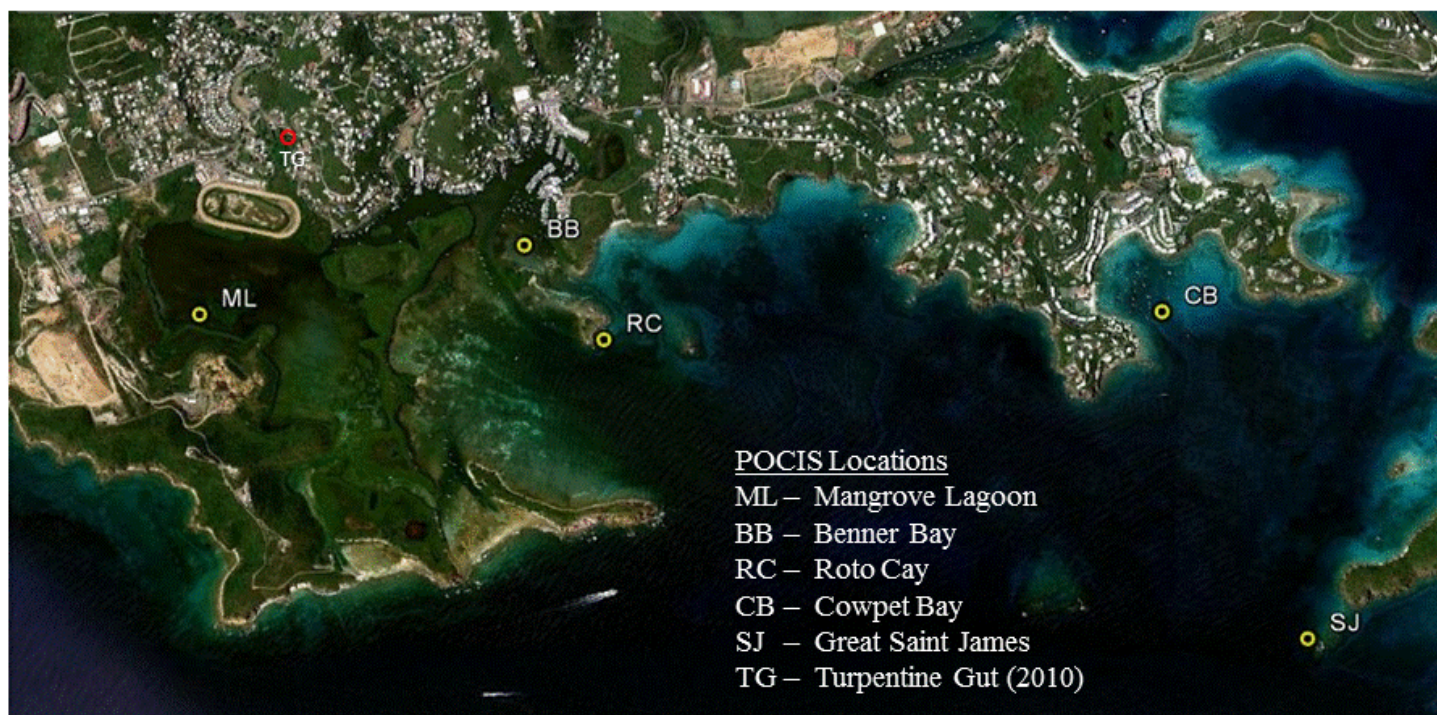 TG
BB
ML
CB
RC
POCIS Locations
ML – Mangrove Lagoon
BB – Benner Bay
RC – Roto Cay
CB – Cowpet Bay
SJ – Great Saint James
TG – Turpentine Gut (2010)
SJ